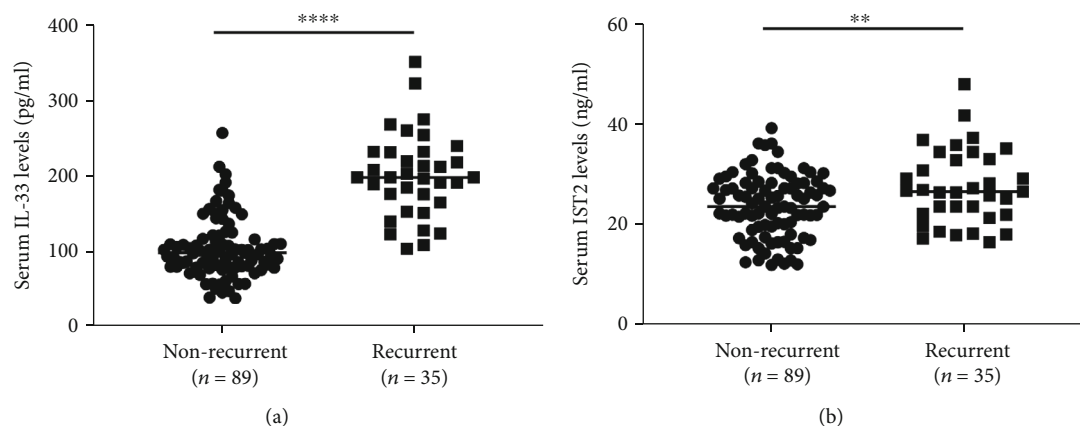 Serum IL-33 levels (pg/ml)
400
300
200
100
0
****
Non-recurrent
(n = 89)
Recurrent
(n = 35)
(a)
Serum IST2 levels (ng/ml)
60
40
20
0
**
Non-recurrent
(n = 89)
Recurrent
(n = 35)
(b)